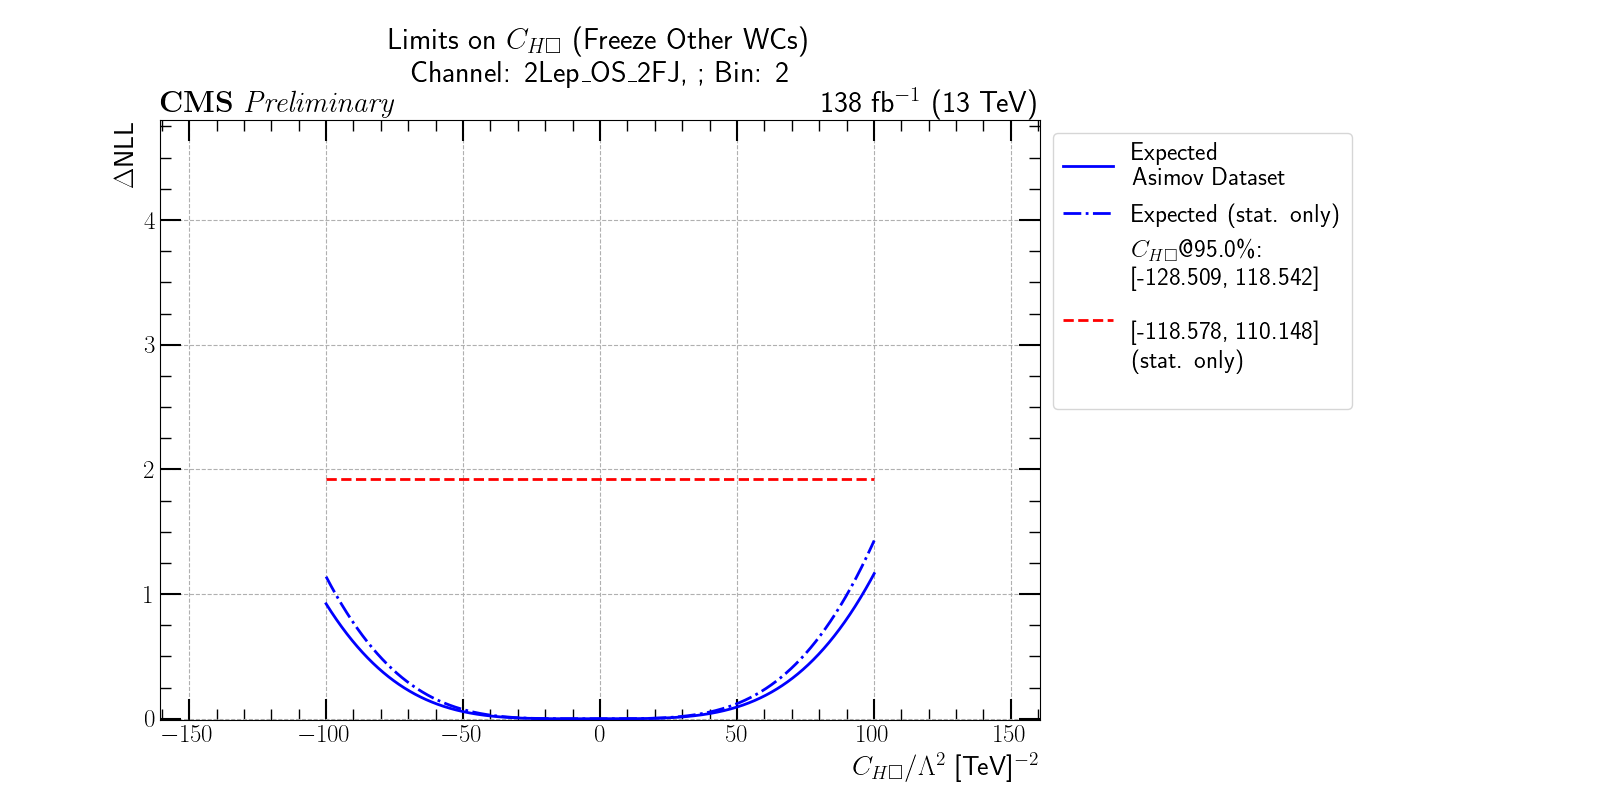 Limits on C_{H□} (Freeze Other WCs)
Channel: 2Lep_OS_2FJ, ; Bin: 2
CMS Preliminary
138 fb⁻¹ (13 TeV)
ΔNLL
4
3
2
1
0
−150
−100
−50
0
50
100
150
C_{H□}/Λ² [TeV]⁻²
Expected
Asimov Dataset
Expected (stat. only)
C_{H□}@95.0%:
[-128.509, 118.542]
[-118.578, 110.148]
(stat. only)